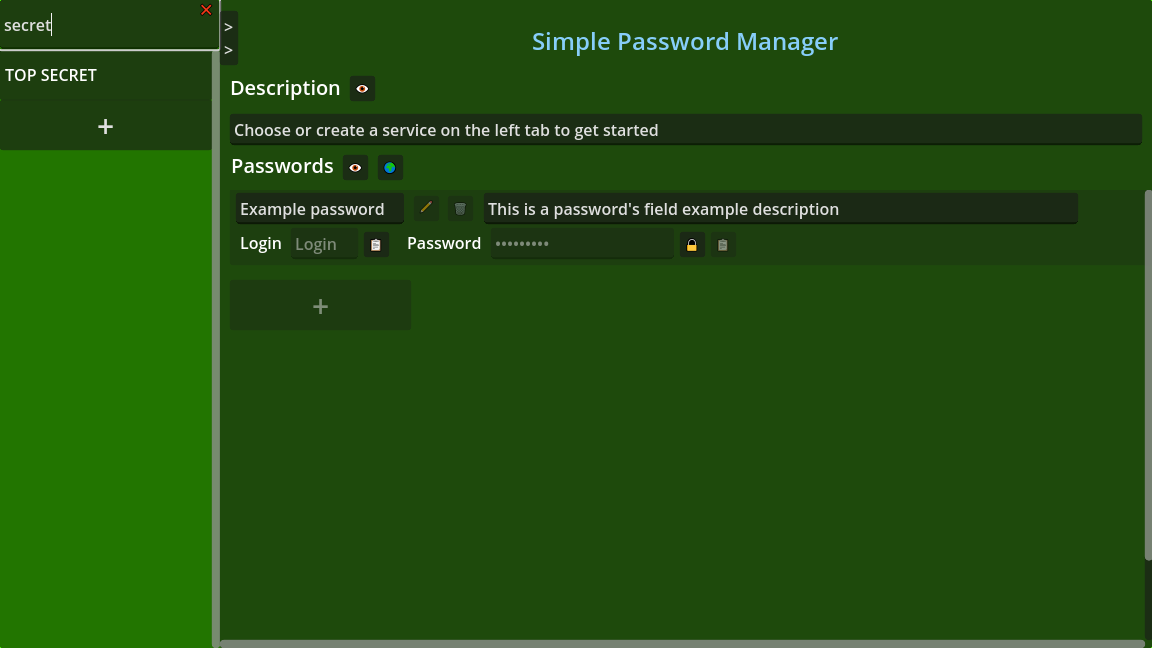 secret
TOP SECRET
+
>
>
Simple Password Manager
Description
Choose or create a service on the left tab to get started
Passwords
Example password This is a password's field example description
Login Login Password •••••••••
+